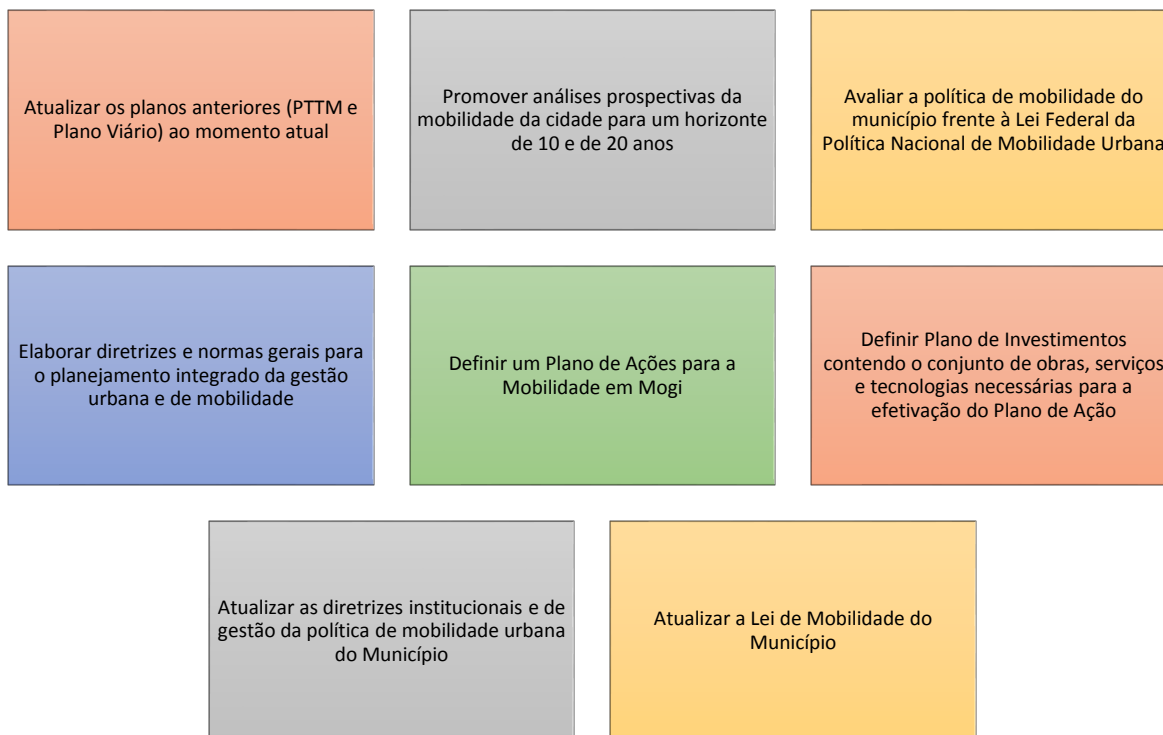 Atualizar os planos anteriores (PTTM e
Plano Viário) ao momento atual
Promover análises prospectivas da
mobilidade da cidade para um horizonte
de 10 e de 20 anos
Avaliar a política de mobilidade do
município frente à Lei Federal da
Política Nacional de Mobilidade Urbana
Elaborar diretrizes e normas gerais para
o planejamento integrado da gestão
urbana e de mobilidade
Definir um Plano de Ações para a
Mobilidade em Mogi
Definir Plano de Investimentos
contendo o conjunto de obras, serviços
e tecnologias necessárias para a
efetivação do Plano de Ação
Atualizar as diretrizes institucionais e de
gestão da política de mobilidade urbana
do Município
Atualizar a Lei de Mobilidade do
Município